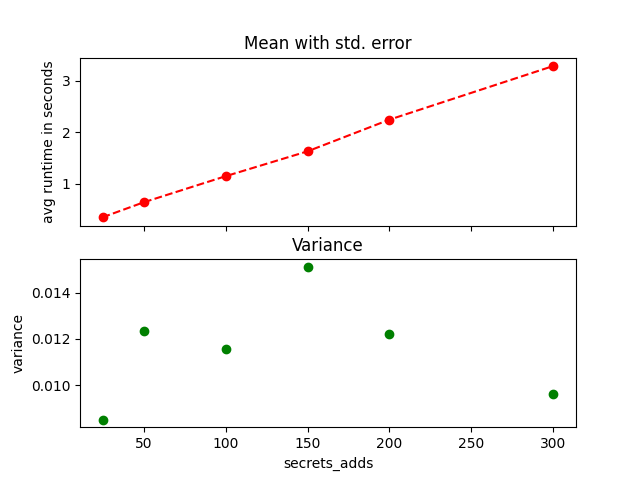 Mean with std. error
avg runtime in seconds
3
2
1
Variance
variance
0.014
0.012
0.010
50 100 150 200 250 300
secrets_adds